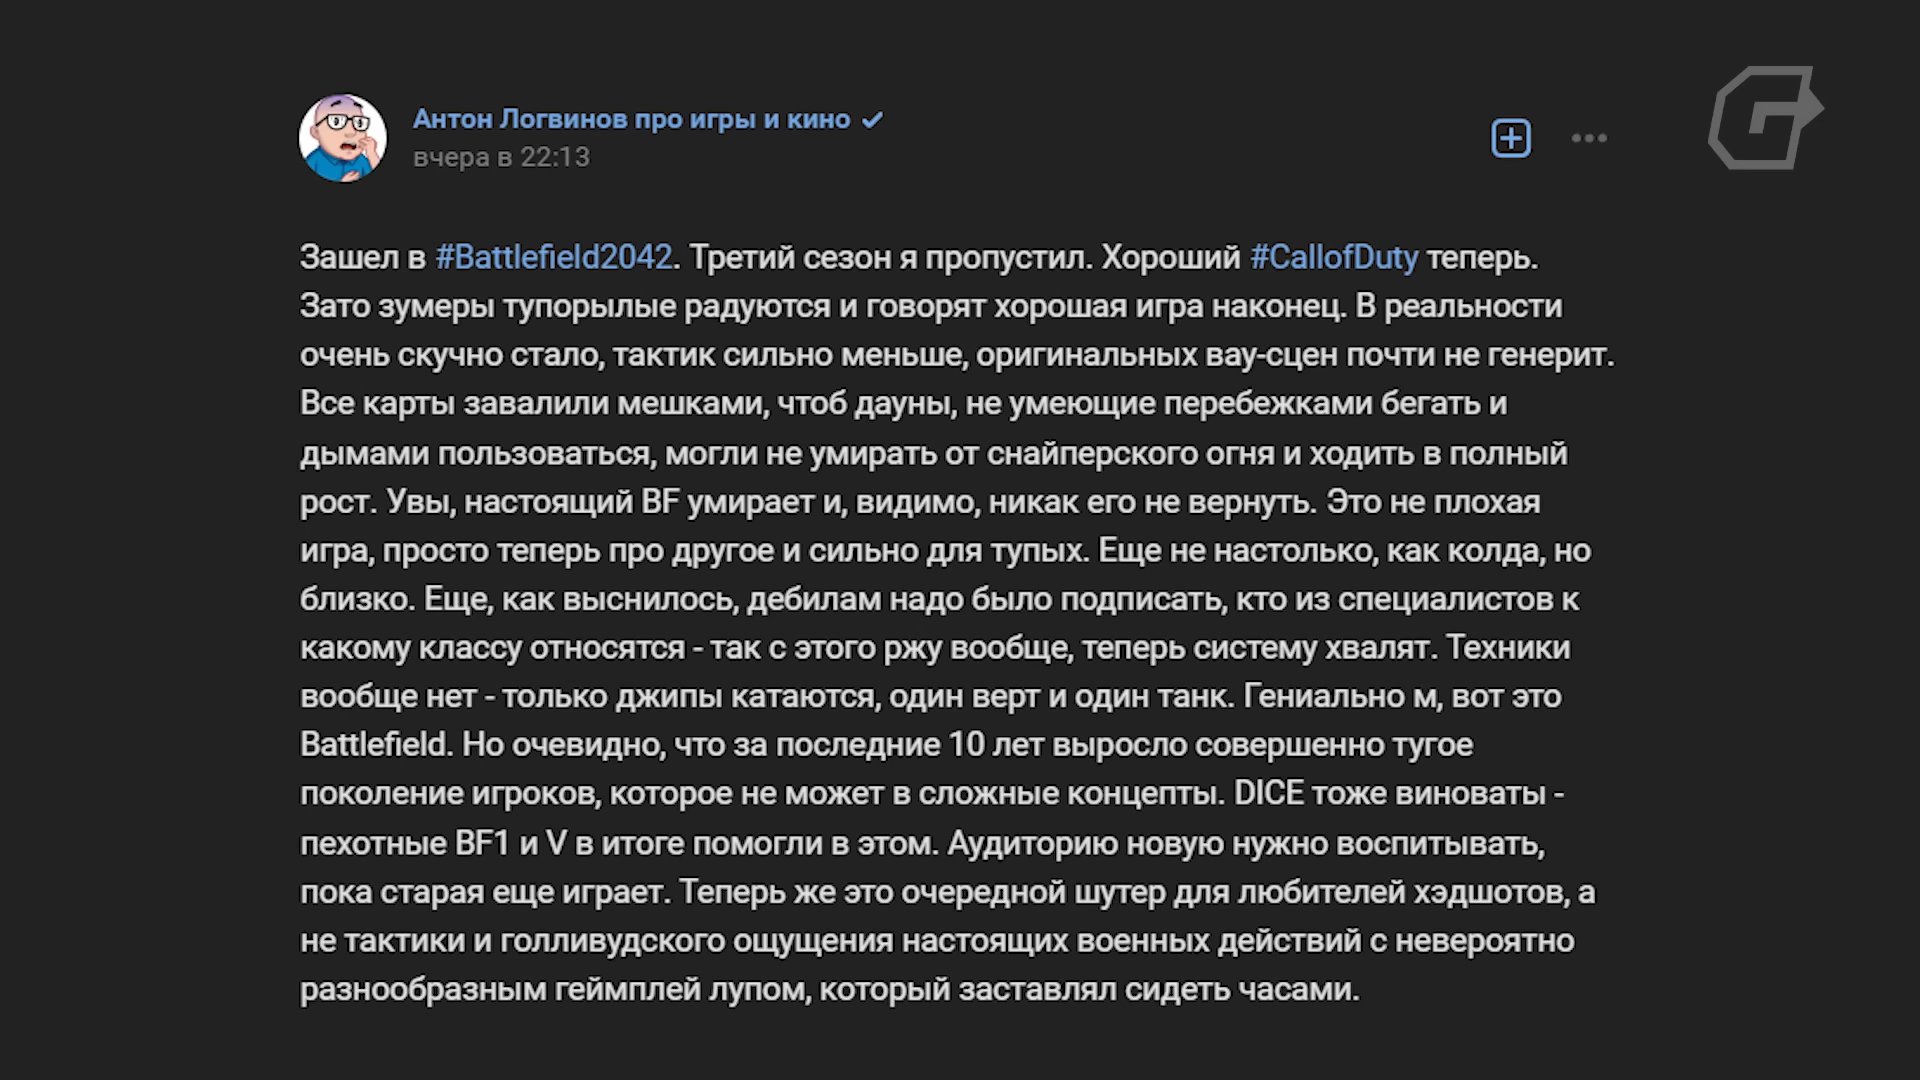 Антон Логвинов про игры и кино
вчера в 22:13
Зашел в #Battlefield2042. Третий сезон я пропустил. Хороший #CallofDuty теперь.
Зато зумеры тупорылые радуются и говорят хорошая игра наконец. В реальности
очень скучно стало, тактик сильно меньше, оригинальных вау-сцен почти не генерит.
Все карты завалили мешками, чтоб дауны, не умеющие перебежками бегать и
дымами пользоваться, могли не умирать от снайперского огня и ходить в полный
рост. Увы, настоящий BF умирает и, видимо, никак его не вернуть. Это не плохая
игра, просто теперь про другое и сильно для тупых. Еще не настолько, как колда, но
близко. Еще, как выснилось, дебилам надо было подписать, кто из специалистов к
какому классу относятся - так с этого ржу вообще, теперь систему хвалят. Техники
вообще нет - только джипы катаются, один верт и один танк. Гениально м, вот это
Battlefield. Но очевидно, что за последние 10 лет выросло совершенно тугое
поколение игроков, которое не может в сложные концепты. DICE тоже виноваты -
пехотные BF1 и V в итоге помогли в этом. Аудиторию новую нужно воспитывать,
пока старая еще играет. Теперь же это очередной шутер для любителей хэдшотов, а
не тактики и голливудского ощущения настоящих военных действий с невероятно
разнообразным геймплей лупом, который заставлял сидеть часами.